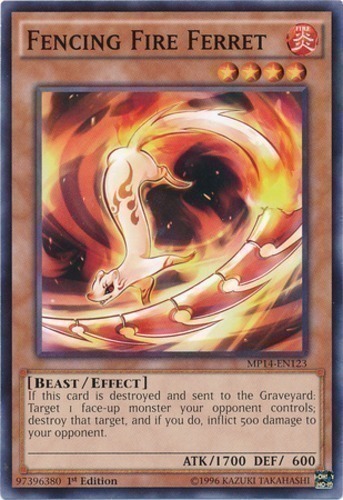 FENCING FIRE FERRET
FIRE
炎
MP14-EN123
[BEAST/EFFECT]
If this card is destroyed and sent to the Graveyard:
Target 1 face-up monster your opponent controls;
destroy that target, and if you do, inflict 500 damage to
your opponent.
ATK/1700 DEF/ 600
97396380 1st Edition ©1996 KAZUKI TAKAHASHI